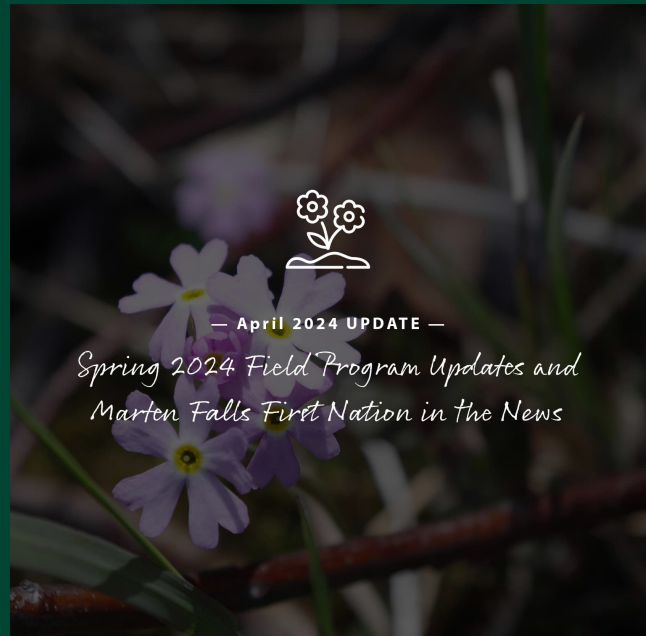 — April 2024 UPDATE —
Spring 2024 Field Program Updates and
Marten Falls First Nation in the News